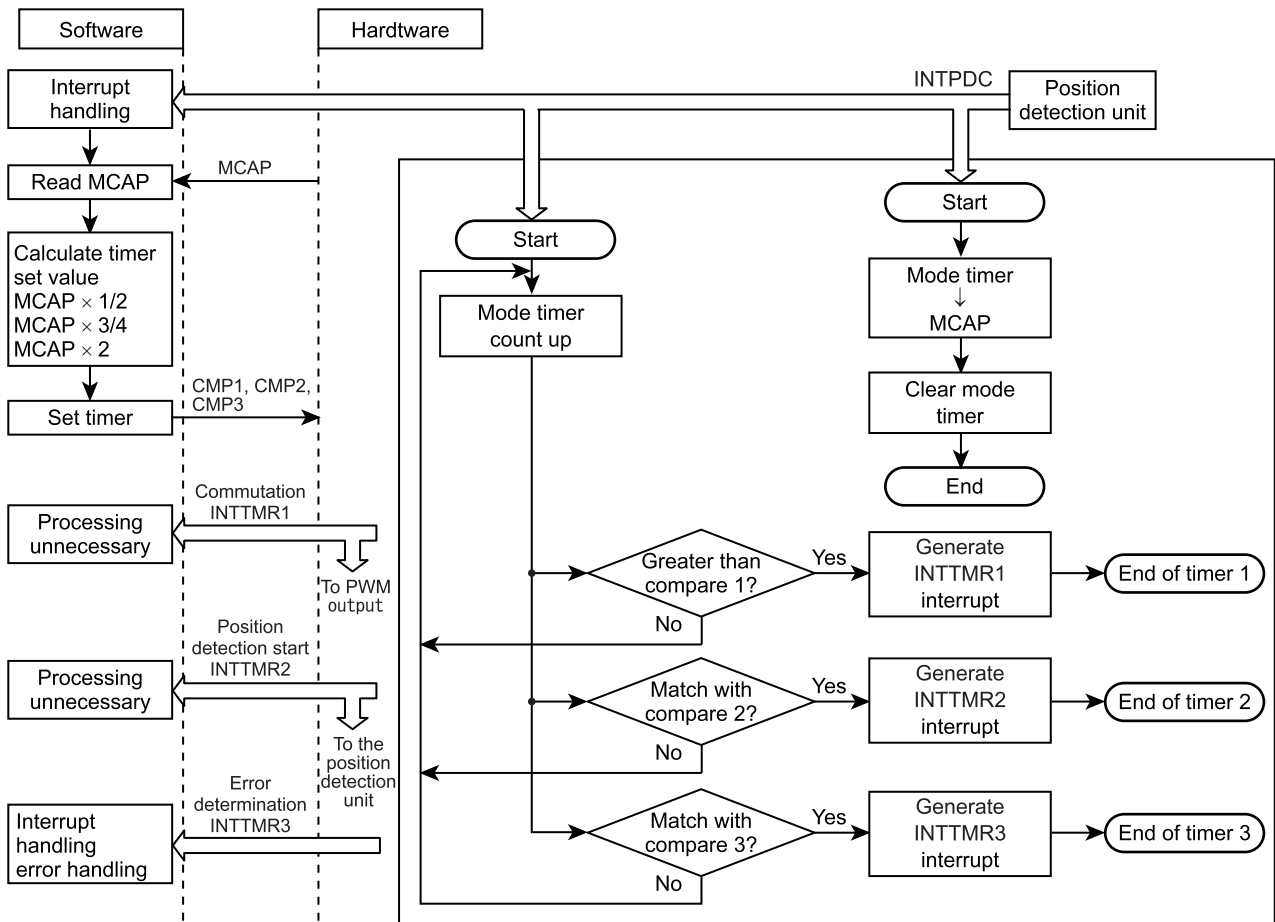 Software
Hardtware
Interrupt
handling
INTPDC
Position
detection unit
Read MCAP
MCAP
Calculate timer
set value
MCAP × 1/2
MCAP × 3/4
MCAP × 2
Set timer
CMP1, CMP2,
CMP3
Start
Mode timer
count up
Start
Mode timer
↓
MCAP
Clear mode
timer
End
Processing
unnecessary
Commutation
INTTMR1
To PWM
output
Greater than
compare 1?
Yes
No
Generate
INTTMR1
interrupt
End of timer 1
Processing
unnecessary
Position
detection start
INTTMR2
To the
position
detection
unit
Match with
compare 2?
Yes
No
Generate
INTTMR2
interrupt
End of timer 2
Interrupt
handling
error handling
Error
determination
INTTMR3
Match with
compare 3?
Yes
No
Generate
INTTMR3
interrupt
End of timer 3